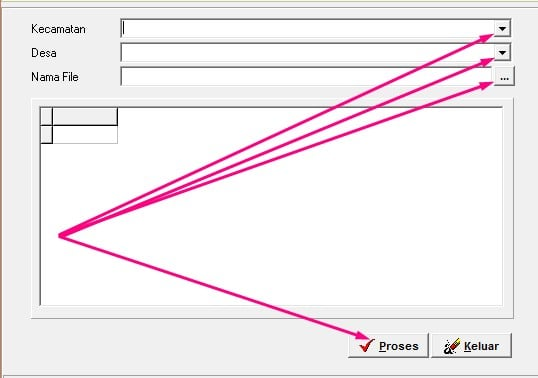 Kecamatan
Desa
Nama File
...
Proses
Keluar